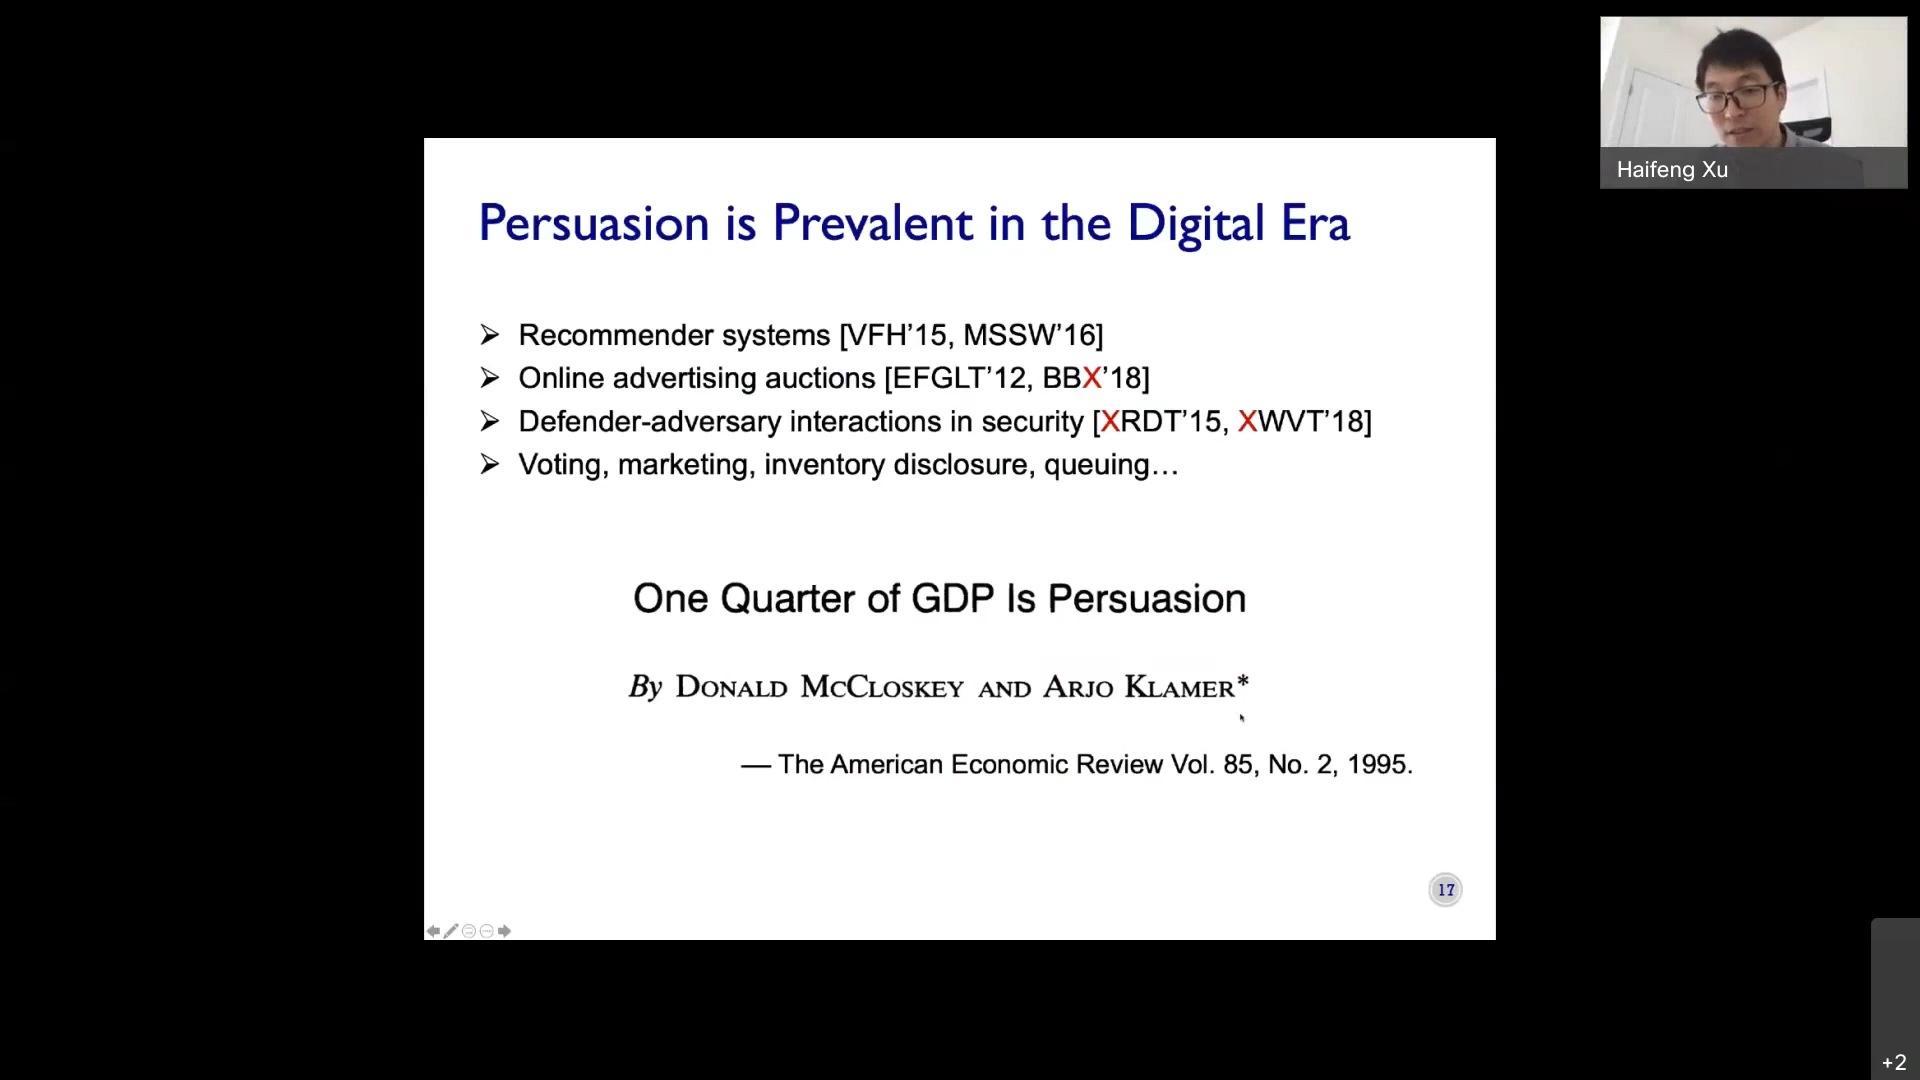 Haifeng Xu
Persuasion is Prevalent in the Digital Era
➢ Recommender systems [VFH’15, MSSW’16]
➢ Online advertising auctions [EFGLT’12, BBX’18]
➢ Defender-adversary interactions in security [XRDT’15, XWVT’18]
➢ Voting, marketing, inventory disclosure, queuing…
One Quarter of GDP Is Persuasion
By DONALD MCCLOSKEY AND ARJO KLAMER*
— The American Economic Review Vol. 85, No. 2, 1995.
17
+2